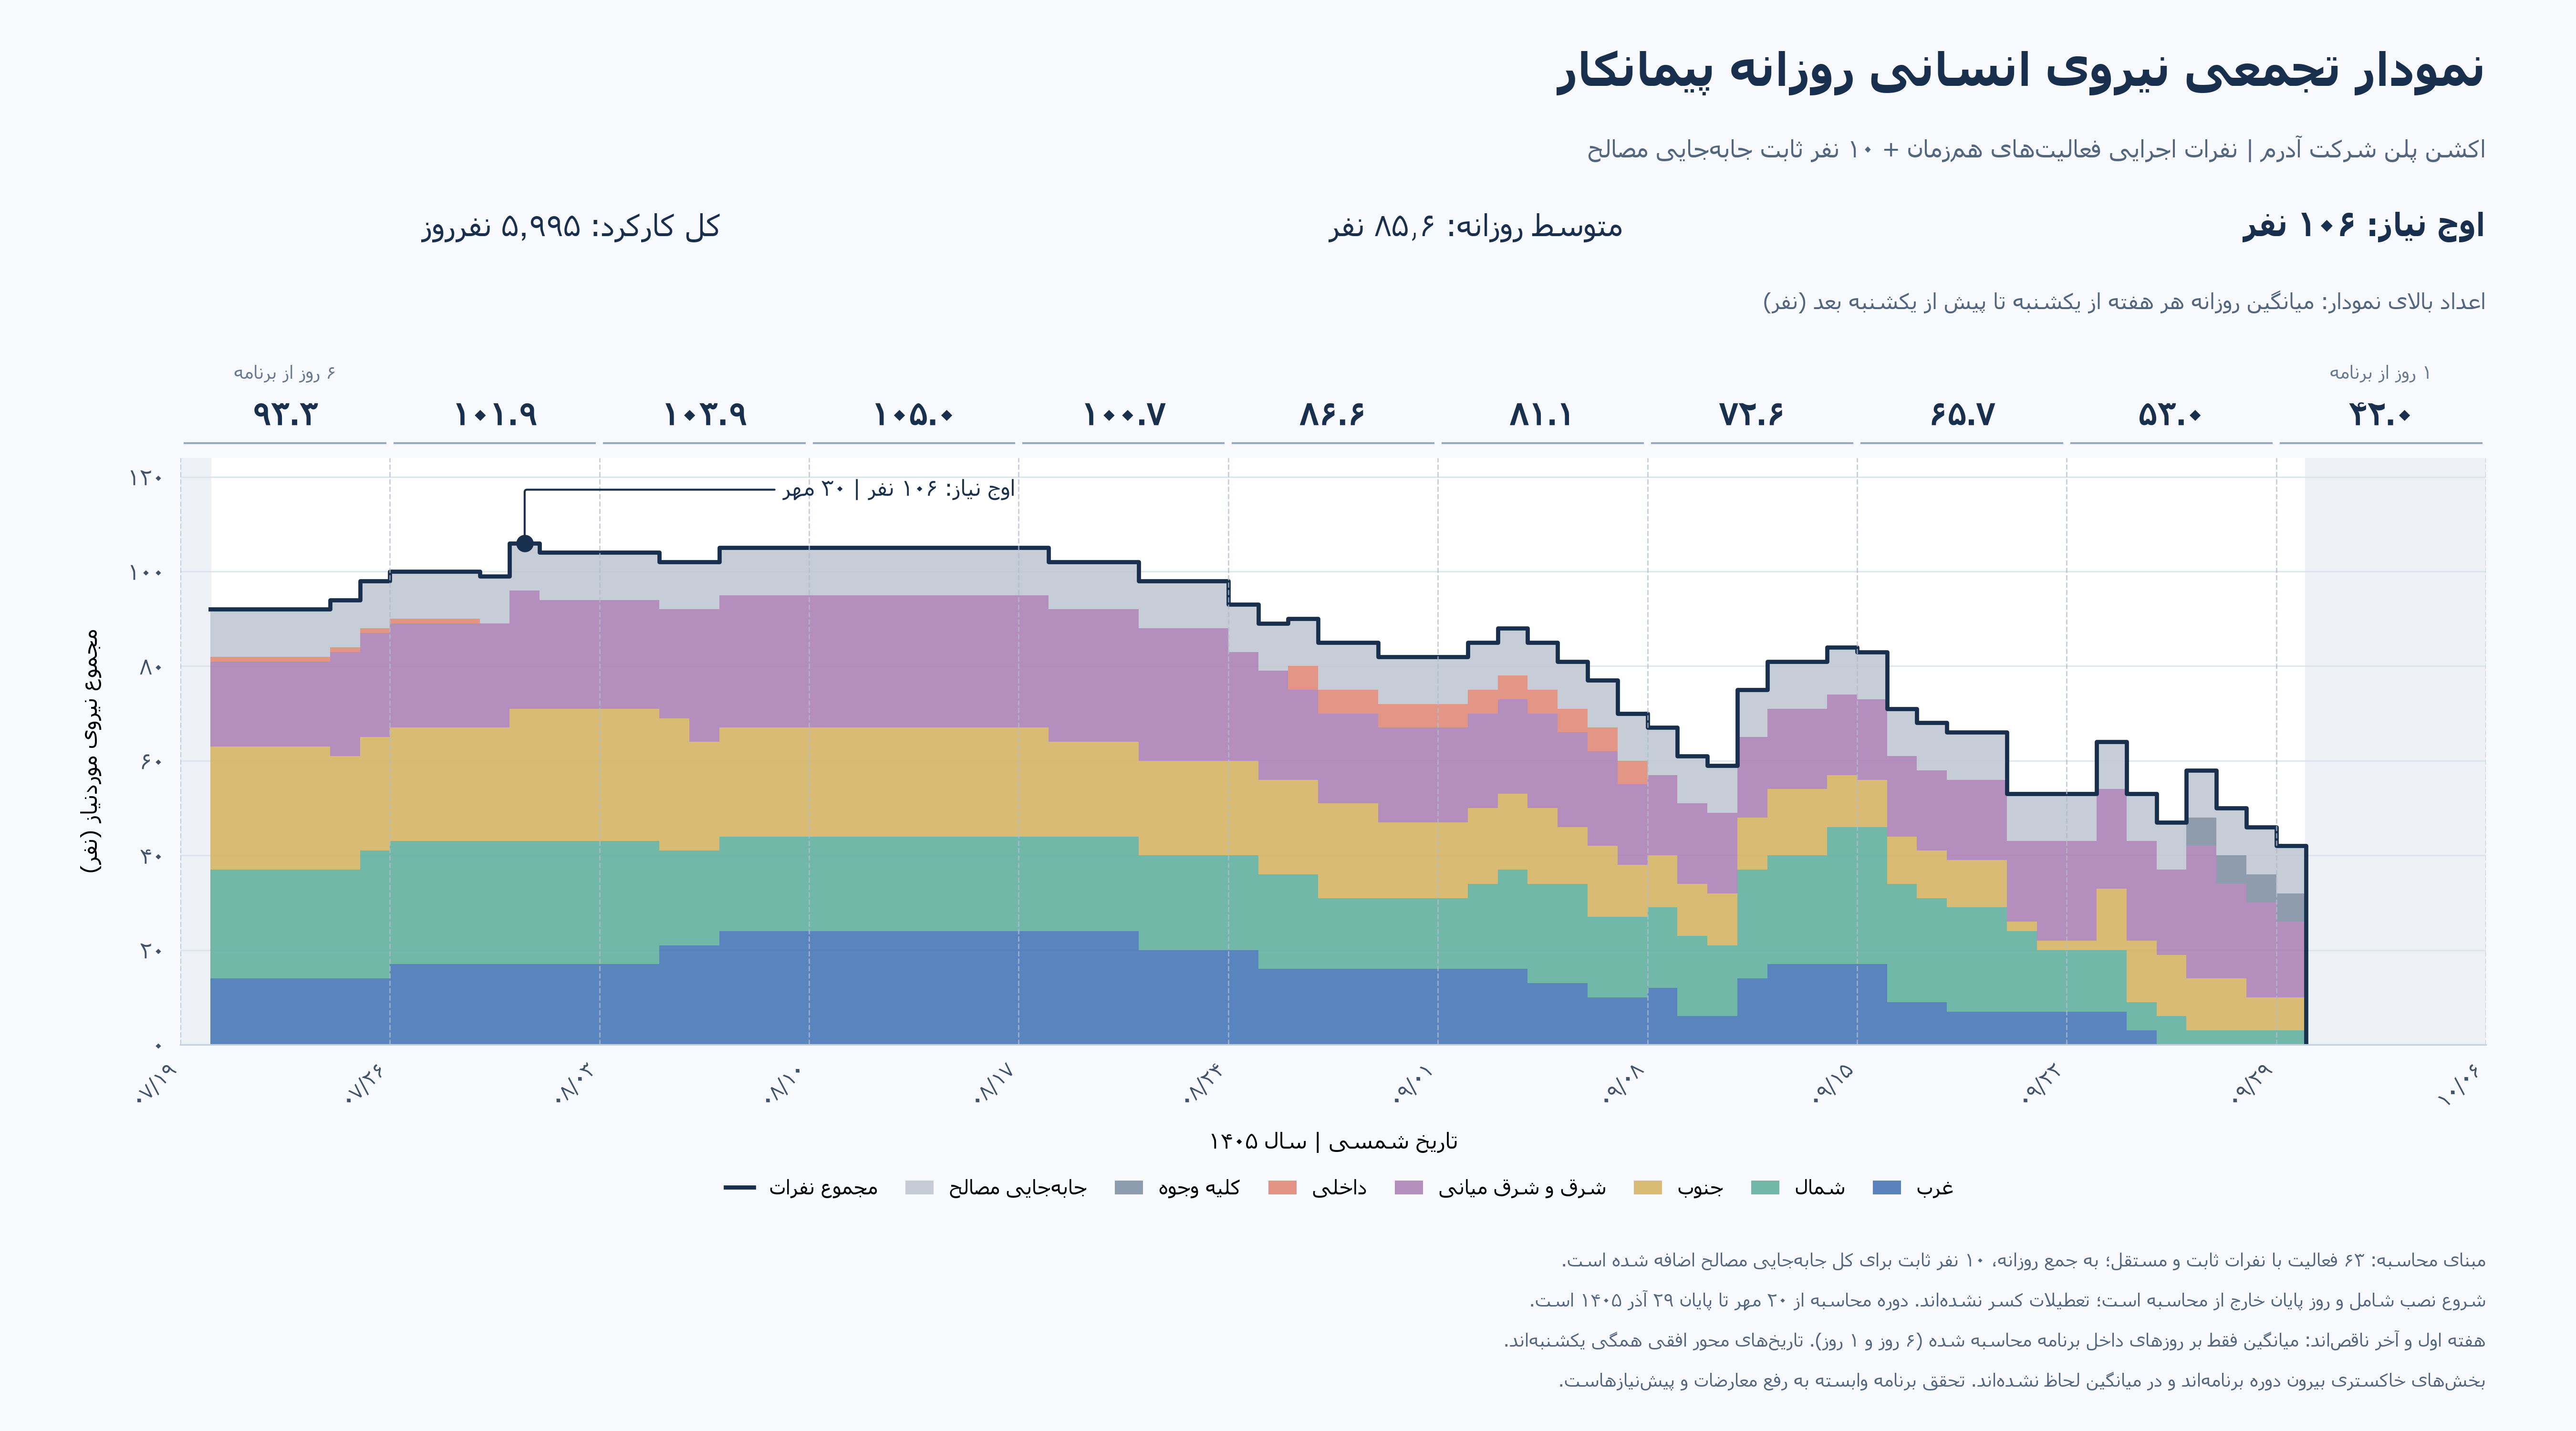 نمودار تجمعی نیروی انسانی روزانه پیمانکار
اکشن پلن شرکت آدرم | نفرات اجرایی فعالیت‌های هم‌زمان + ۱۰ نفر ثابت جابه‌جایی مصالح
اوج نیاز: ۱۰۶ نفر
متوسط روزانه: ۸۵٫۶ نفر
کل کارکرد: ۵,۹۹۵ نفرروز
اعداد بالای نمودار: میانگین روزانه هر هفته از یکشنبه تا پیش از یکشنبه بعد (نفر)
۶ روز از برنامه
۱ روز از برنامه
۹۳.۳ ۱۰۱.۹ ۱۰۳.۹ ۱۰۵.۰ ۱۰۰.۷ ۸۶.۶ ۸۱.۱ ۷۲.۶ ۶۵.۷ ۵۳.۰ ۴۲.۰
اوج نیاز: ۱۰۶ نفر | ۳۰ مهر
۱۲۰
۱۰۰
۸۰
۶۰
۴۰
۲۰
۰
مجموع نیروی موردنیاز (نفر)
۰۷/۱۹ ۰۷/۲۶ ۰۸/۰۳ ۰۸/۱۰ ۰۸/۱۷ ۰۸/۲۴ ۰۹/۰۱ ۰۹/۰۸ ۰۹/۱۵ ۰۹/۲۲ ۰۹/۲۹ ۱۰/۰۶
تاریخ شمسی | سال ۱۴۰۵
غرب شمال جنوب شرق و شرق میانی داخلی کلیه وجوه جابه‌جایی مصالح مجموع نفرات
مبنای محاسبه: ۶۳ فعالیت با نفرات ثابت و مستقل؛ به جمع روزانه، ۱۰ نفر ثابت برای کل جابه‌جایی مصالح اضافه شده است.
شروع نصب شامل و روز پایان خارج از محاسبه است؛ تعطیلات کسر نشده‌اند. دوره محاسبه از ۲۰ مهر تا پایان ۲۹ آذر ۱۴۰۵ است.
هفته اول و آخر ناقص‌اند: میانگین فقط بر روزهای داخل برنامه محاسبه شده (۶ روز و ۱ روز). تاریخ‌های محور افقی همگی یکشنبه‌اند.
بخش‌های خاکستری بیرون دوره برنامه‌اند و در میانگین لحاظ نشده‌اند. تحقق برنامه وابسته به رفع معارضات و پیش‌نیازهاست.